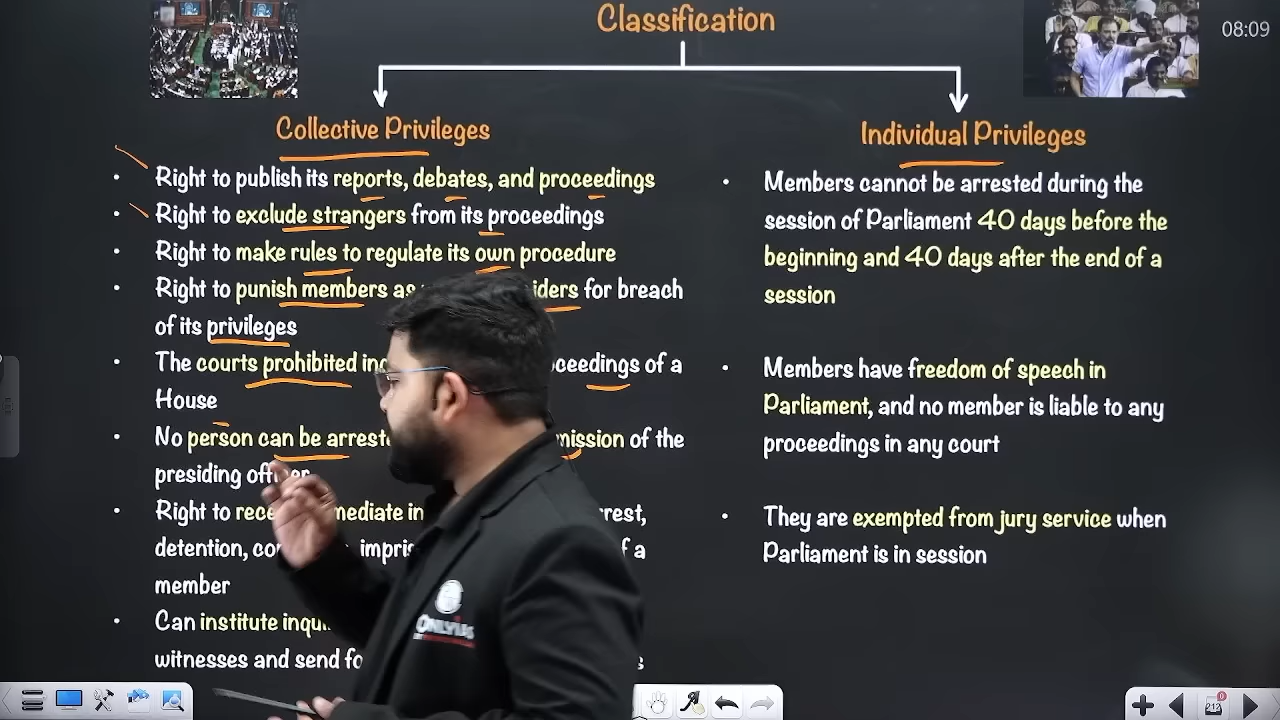 Classification
08:09
Collective Privileges
Right to publish its reports, debates, and proceedings
Right to exclude strangers from its proceedings
Right to make rules to regulate its own procedure
Right to punish members as for breach
of its privileges
The courts prohibited of a
House
No person can be of the
presiding officer
Right to
detention,
member
Can institute
witnesses and send
Individual Privileges
Members cannot be arrested during the
session of Parliament 40 days before the
beginning and 40 days after the end of a
session
Members have freedom of speech in
Parliament, and no member is liable to any
proceedings in any court
They are exempted from jury service when
Parliament is in session
ONLYIAS
212